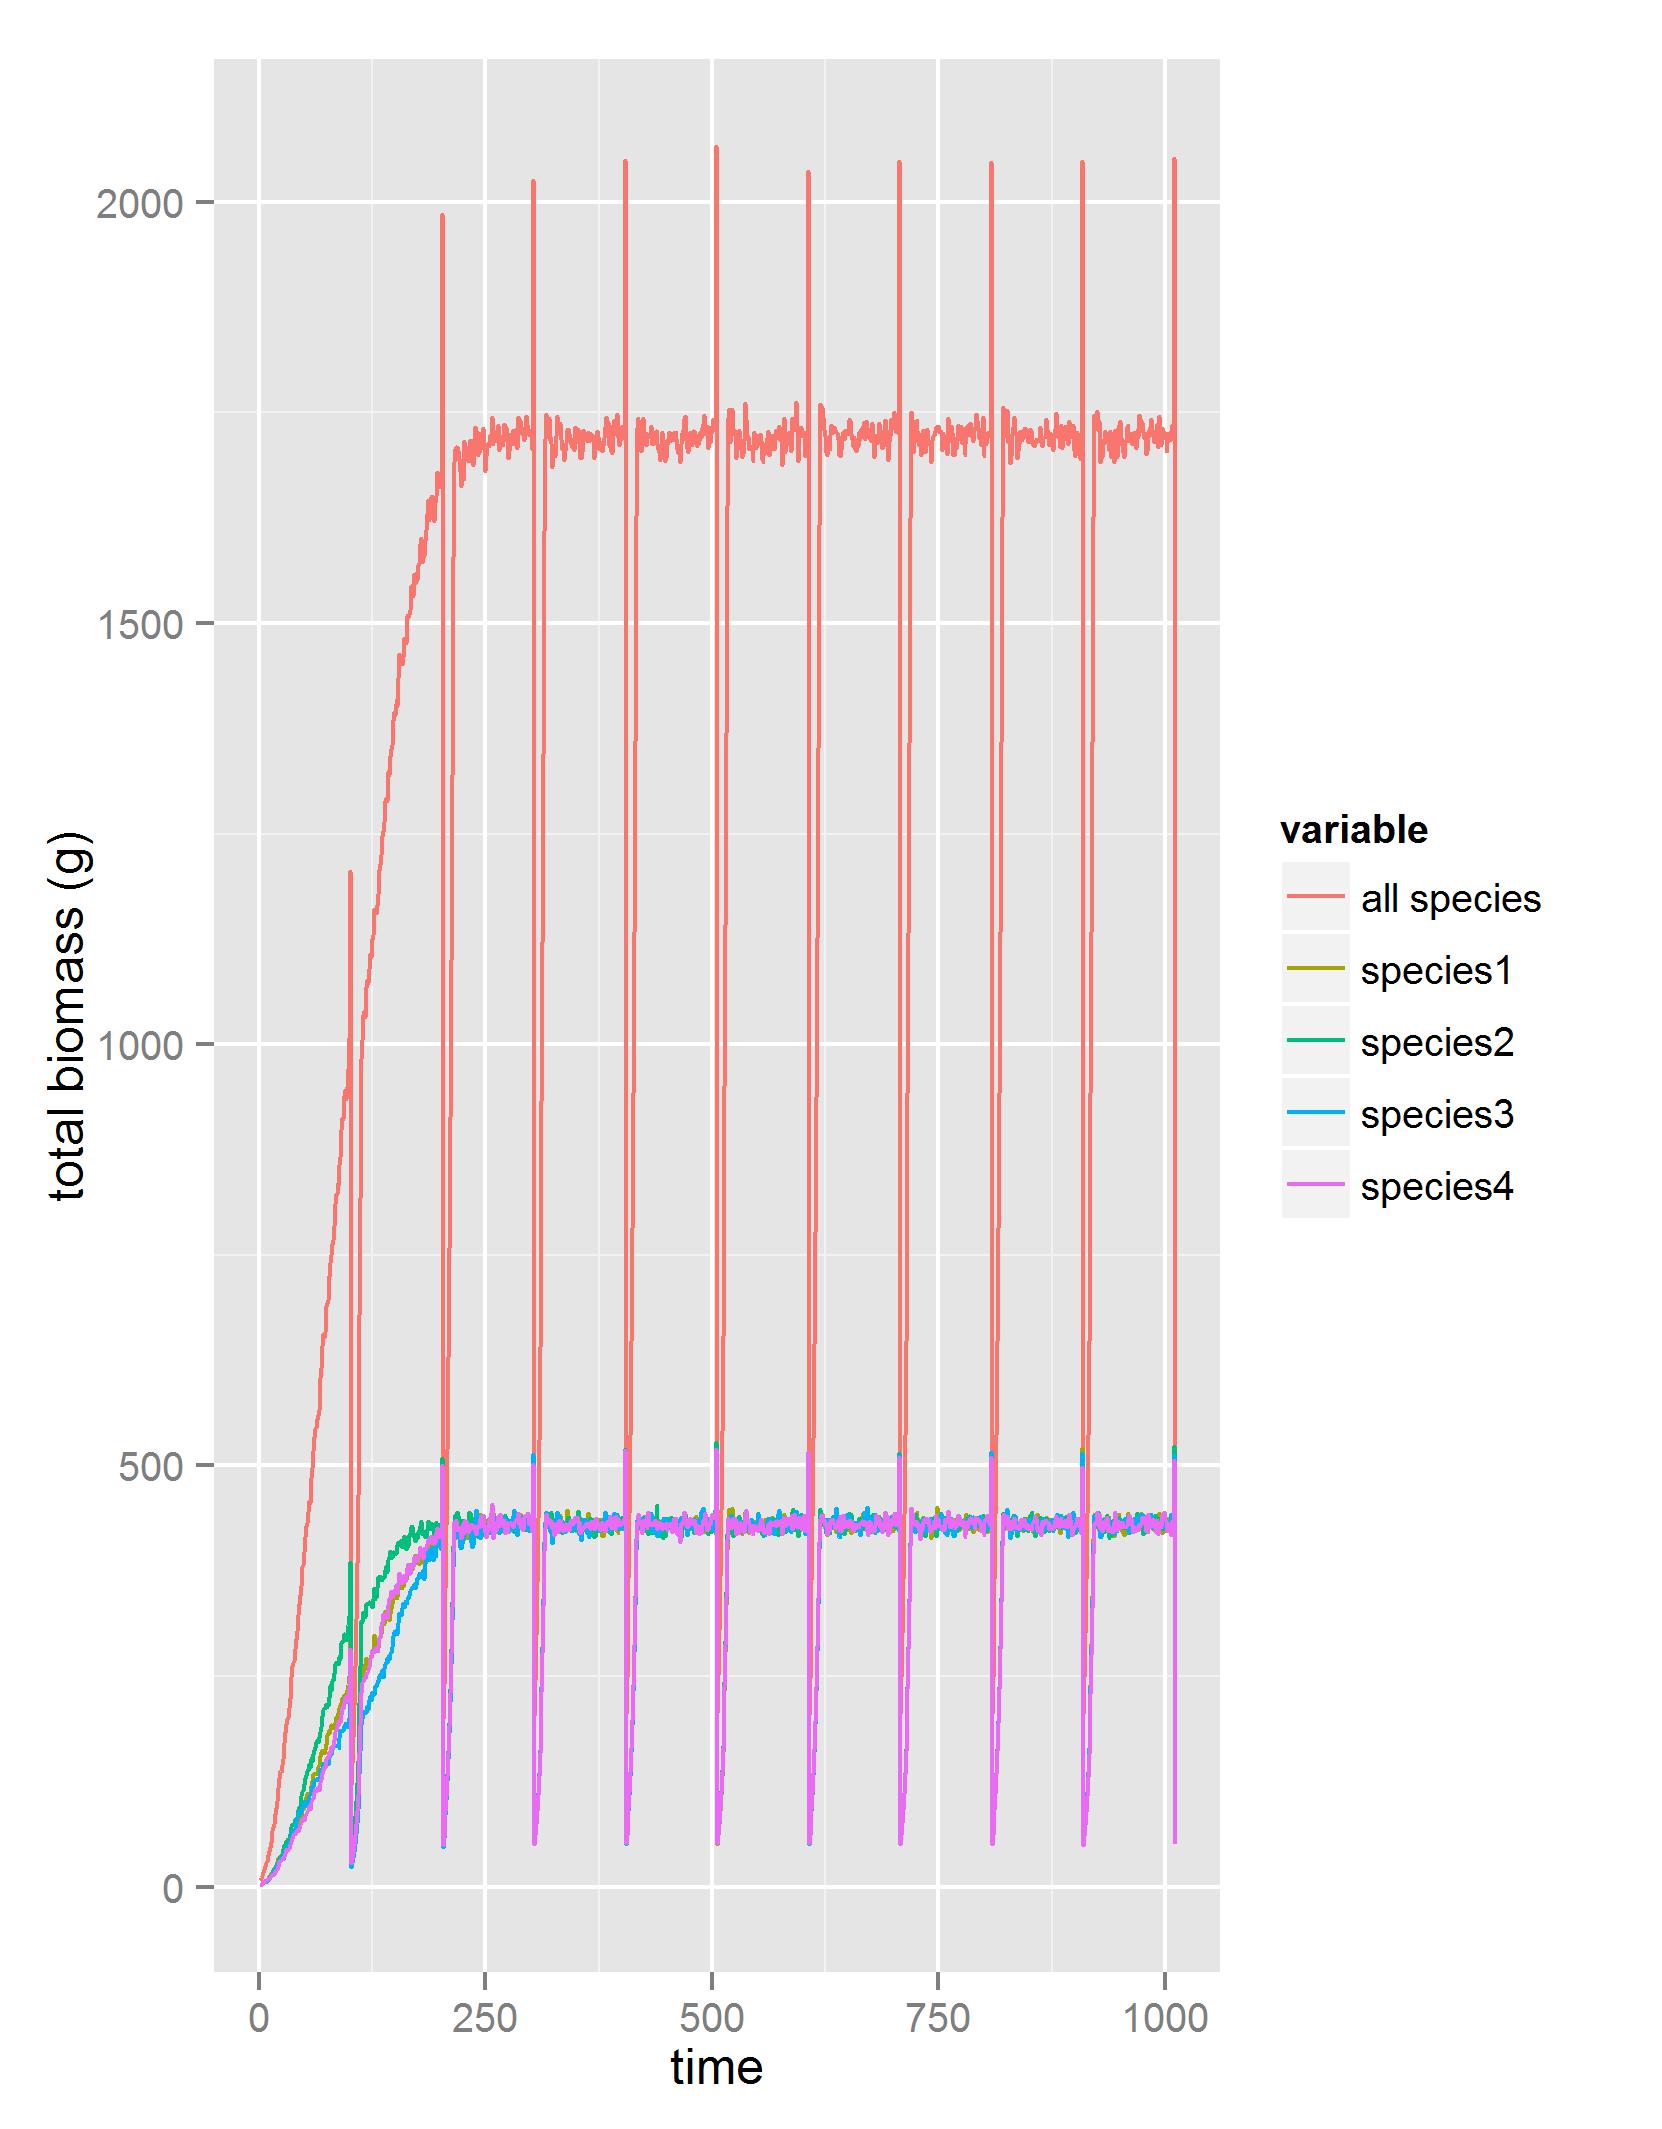 2000
1500
1000
500
0
total biomass (g)
0 250 500 750 1000
time
variable
all species
species1
species2
species3
species4